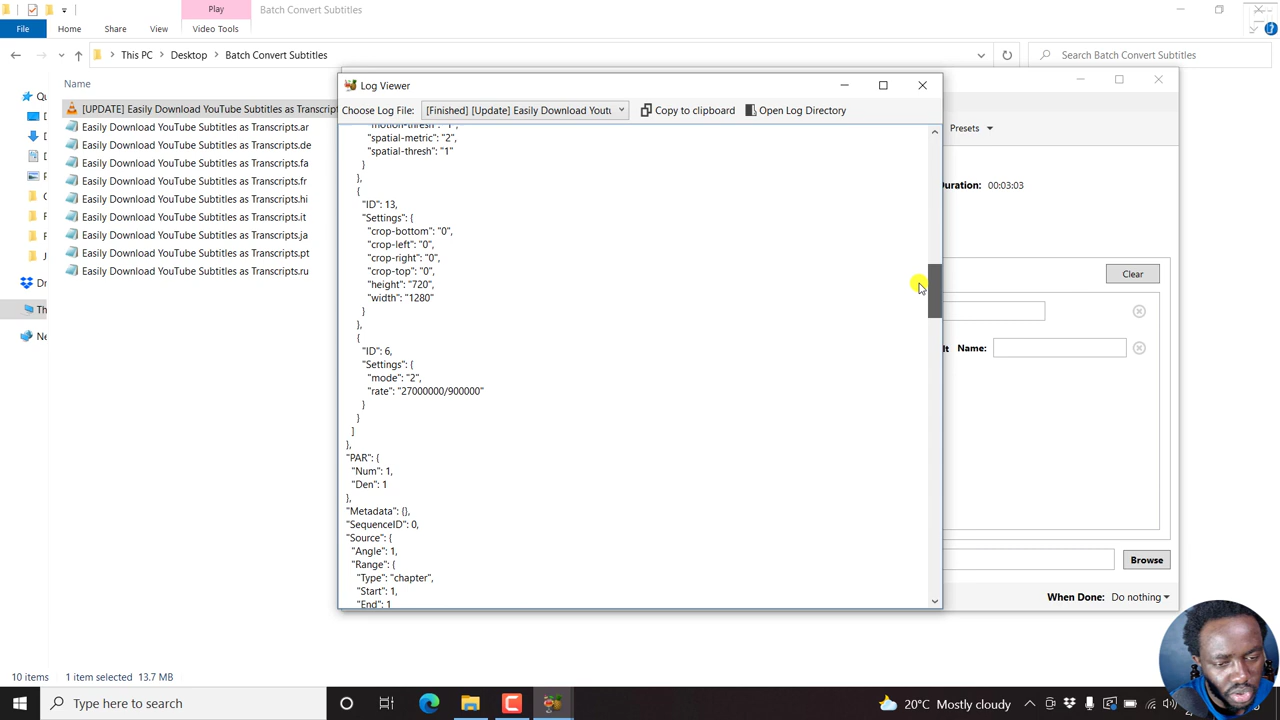 Play
Batch Convert Subtitles
File
Home
Share
View
Video Tools
This PC
Desktop
Batch Convert Subtitles
Search Batch Convert Subtitles
Name
[UPDATE] Easily Download YouTube Subtitles as Transcript
Easily Download YouTube Subtitles as Transcripts.ar
Easily Download YouTube Subtitles as Transcripts.de
Easily Download YouTube Subtitles as Transcripts.fa
Easily Download YouTube Subtitles as Transcripts.fr
Easily Download YouTube Subtitles as Transcripts.hi
Easily Download YouTube Subtitles as Transcripts.it
Easily Download YouTube Subtitles as Transcripts.ja
Easily Download YouTube Subtitles as Transcripts.pt
Easily Download YouTube Subtitles as Transcripts.ru
Log Viewer
Choose Log File:
[Finished] [Update] Easily Download Youtu
Copy to clipboard
Open Log Directory
"motion-thresh": "1",
"spatial-metric": "2",
"spatial-thresh": "1"
}
},
{
"ID": 13,
"Settings": {
"crop-bottom": "0",
"crop-left": "0",
"crop-right": "0",
"crop-top": "0",
"height": "720",
"width": "1280"
}
},
{
"ID": 6,
"Settings": {
"mode": "2",
"rate": "27000000/900000"
}
}
]
},
"PAR": {
"Num": 1,
"Den": 1
},
"Metadata": {},
"SequenceID": 0,
"Source": {
"Angle": 1,
"Range": {
"Type": "chapter",
"Start": 1,
"End": 1
Presets
Duration: 00:03:03
Clear
Name:
Browse
When Done: Do nothing
10 items
1 item selected 13.7 MB
Type here to search
20°C Mostly cloudy